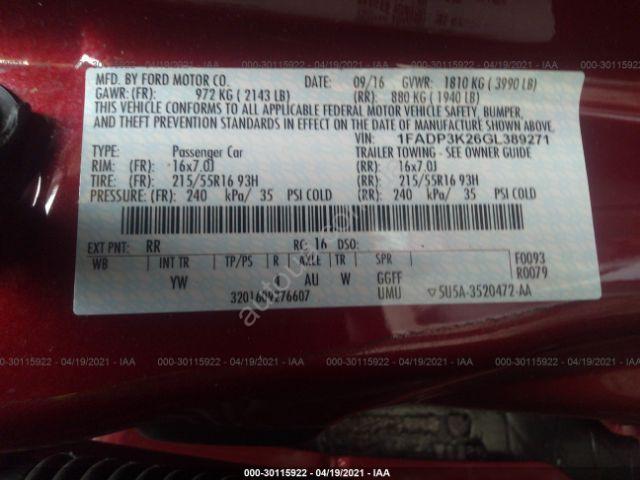 000-30115922 - 04/19/2021 - IAA
000-30115922 - 04/19/2021 - IAA
000-30115922 - 04/19/2021 - IAA
MFD. BY FORD MOTOR CO. DATE: 09/16 GVWR: 1810 KG ( 3990 LB)
GAWR: (FR): 972 KG ( 2143 LB) (RR): 880 KG ( 1940 LB)
THIS VEHICLE CONFORMS TO ALL APPLICABLE FEDERAL MOTOR VEHICLE SAFETY, BUMPER,
AND THEFT PREVENTION STANDARDS IN EFFECT ON THE DATE OF MANUFACTURE SHOWN ABOVE.
VIN: 1FADP3K26GL389271
TYPE: Passenger Car TRAILER TOWING - SEE OWNER GUIDE
RIM: (FR): 16x7.0J (RR): 16x7.0J
TIRE: (FR): 215/55R16 93H (RR): 215/55R16 93H
PRESSURE: (FR): 240 kPa/ 35 PSI COLD (RR): 240 kPa/ 35 PSI COLD
EXT PNT: RR RC: 16 DSO: F0093
WB INT TR TP/PS R AXLE TR SPR R0079
YW AU W GGFF
3201609276607 UMU 5U5A-3520472-AA
000-30115922 - 04/19/2021 - IAA
000-30115922 - 04/19/2021 - IAA
000-30115922 - 04/19/2021 - IAA
000-30115922 - 04/19/2021 - IAA